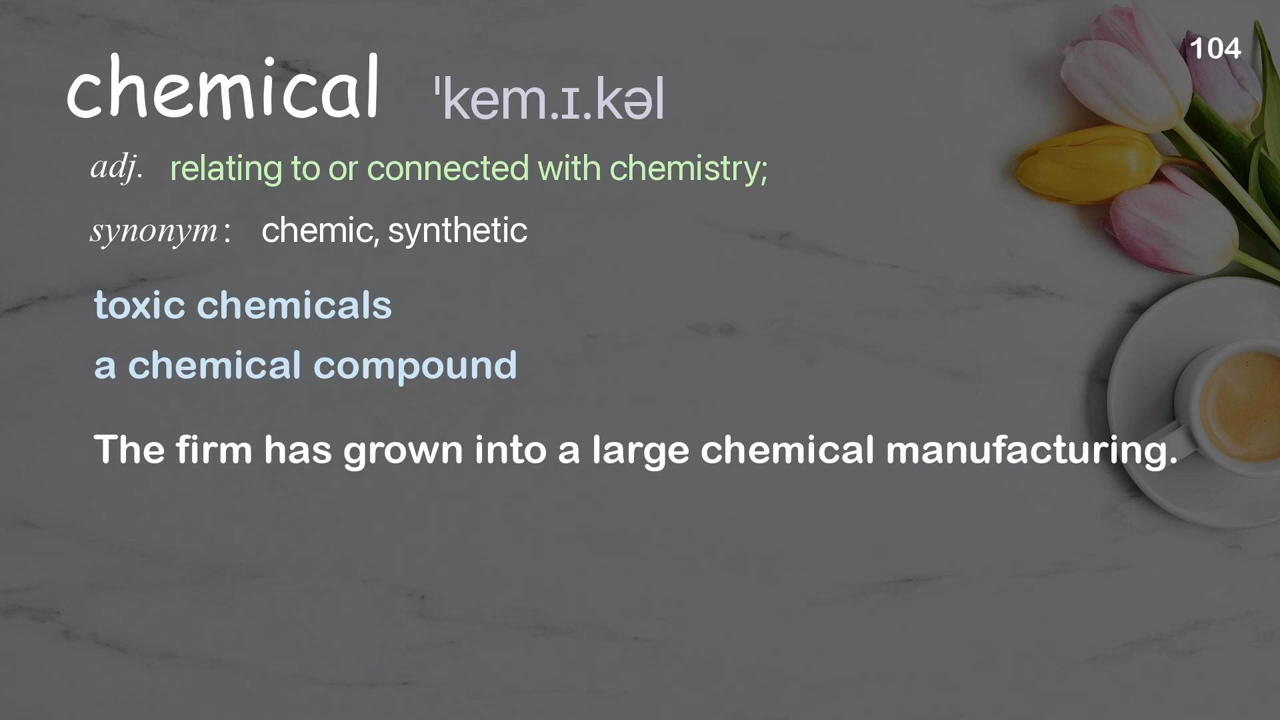 104
chemical ˈkem.ɪ.kəl
adj. relating to or connected with chemistry;
synonym: chemic, synthetic
toxic chemicals
a chemical compound
The firm has grown into a large chemical manufacturing.